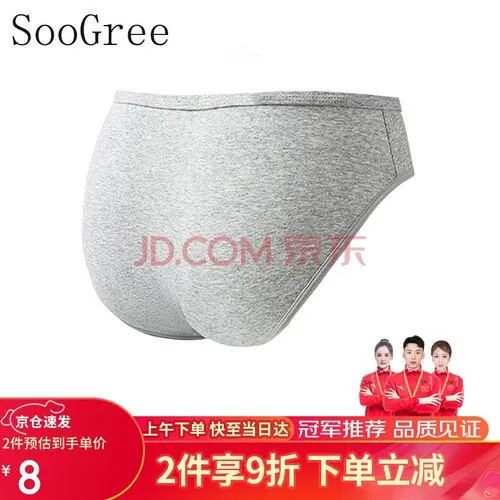 SooGree
JD.COM 京东
京仓速发
2件预估到手单价
¥8
上午下单 快至当日达
冠军推荐 品质见证
2件享9折 下单立减